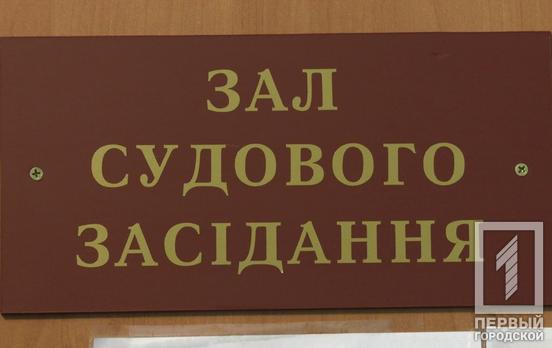 ЗАЛ
СУДОВОГО
ЗАСІДАННЯ
1
ПЕРВЫЙ
ГОРОДСКОЙ